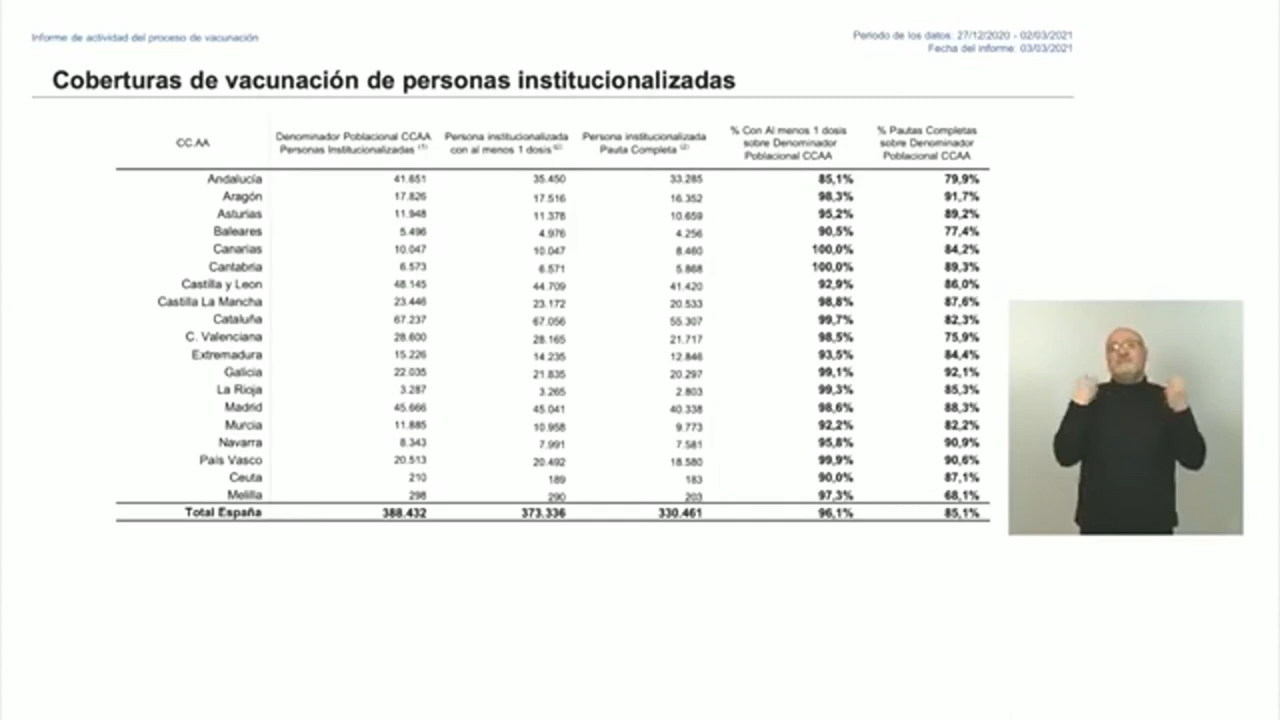 Informe de actividad del proceso de vacunación
Periodo de los datos: 27/12/2020 - 02/03/2021
Fecha del informe: 03/03/2021
Coberturas de vacunación de personas institucionalizadas
CC.AA Denominador Poblacional CCAA Personas Institucionalizadas (1) Persona institucionalizada con al menos 1 dosis (2) Persona institucionalizada Pauta Completa (2) % Con Al menos 1 dosis sobre Denominador Poblacional CCAA % Pautas Completas sobre Denominador Poblacional CCAA
Andalucía 41.651 35.450 33.285 85,1% 79,9%
Aragón 17.826 17.516 16.352 98,3% 91,7%
Asturias 11.948 11.378 10.659 95,2% 89,2%
Baleares 5.496 4.976 4.256 90,5% 77,4%
Canarias 10.047 10.047 8.460 100,0% 84,2%
Cantabria 6.573 6.571 5.868 100,0% 89,3%
Castilla y Leon 48.145 44.709 41.420 92,9% 86,0%
Castilla La Mancha 23.446 23.172 20.533 98,8% 87,6%
Cataluña 67.237 67.056 55.307 99,7% 82,3%
C. Valenciana 28.600 28.165 21.717 98,5% 75,9%
Extremadura 15.226 14.235 12.846 93,5% 84,4%
Galicia 22.035 21.835 20.297 99,1% 92,1%
La Rioja 3.287 3.265 2.803 99,3% 85,3%
Madrid 45.666 45.041 40.338 98,6% 88,3%
Murcia 11.885 10.958 9.773 92,2% 82,2%
Navarra 8.343 7.991 7.581 95,8% 90,9%
País Vasco 20.513 20.492 18.580 99,9% 90,6%
Ceuta 210 189 183 90,0% 87,1%
Melilla 298 290 203 97,3% 68,1%
Total España 388.432 373.336 330.461 96,1% 85,1%